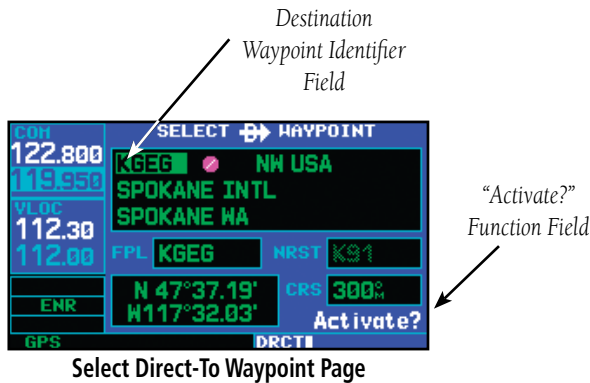 Destination
Waypoint Identifier
Field
COM
122.800
119.950
VLOC
112.30
112.00
ENR
GPS
SELECT D WAYPOINT
KGEG NW USA
SPOKANE INTL
SPOKANE WA
FPL KGEG NRST K91
N 47°37.19' CRS 300°M
W117°32.03'
Activate?
DRCT
"Activate?"
Function Field
Select Direct-To Waypoint Page